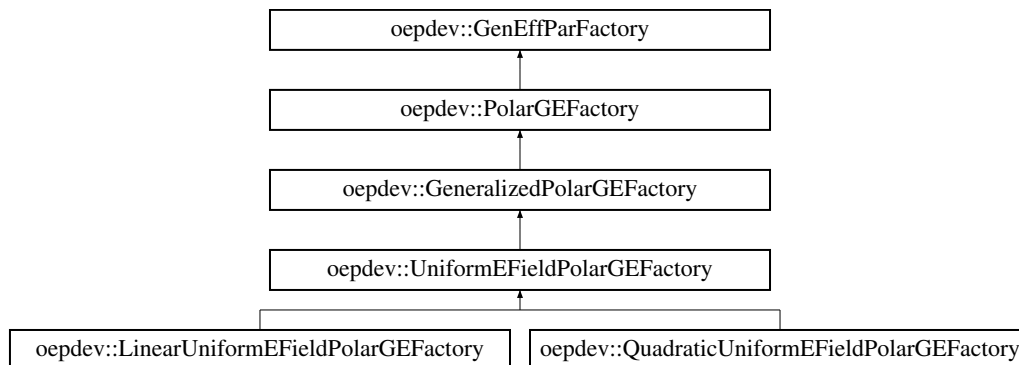 oepdev::GenEffParFactory
oepdev::PolarGEFactory
oepdev::GeneralizedPolarGEFactory
oepdev::UniformEFieldPolarGEFactory
oepdev::LinearUniformEFieldPolarGEFactory
oepdev::QuadraticUniformEFieldPolarGEFactory